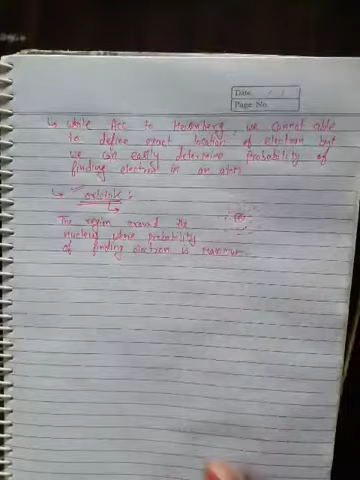 Date / /
Page No.
↳ while Acc to Heisenberg, we cannot able
to define exact location of electron but
we can easily determine probability of
finding electron in an atom
↳ orbitals :
↳
The region around the
nucleus where probability
of finding electron is maximum